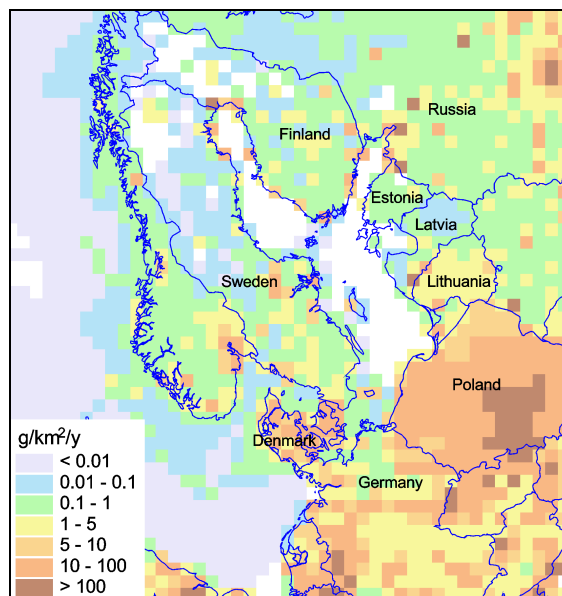 Russia
Finland
Estonia
Latvia
Sweden
Lithuania
Poland
Denmark
Germany
g/km²/y
< 0.01
0.01 - 0.1
0.1 - 1
1 - 5
5 - 10
10 - 100
> 100